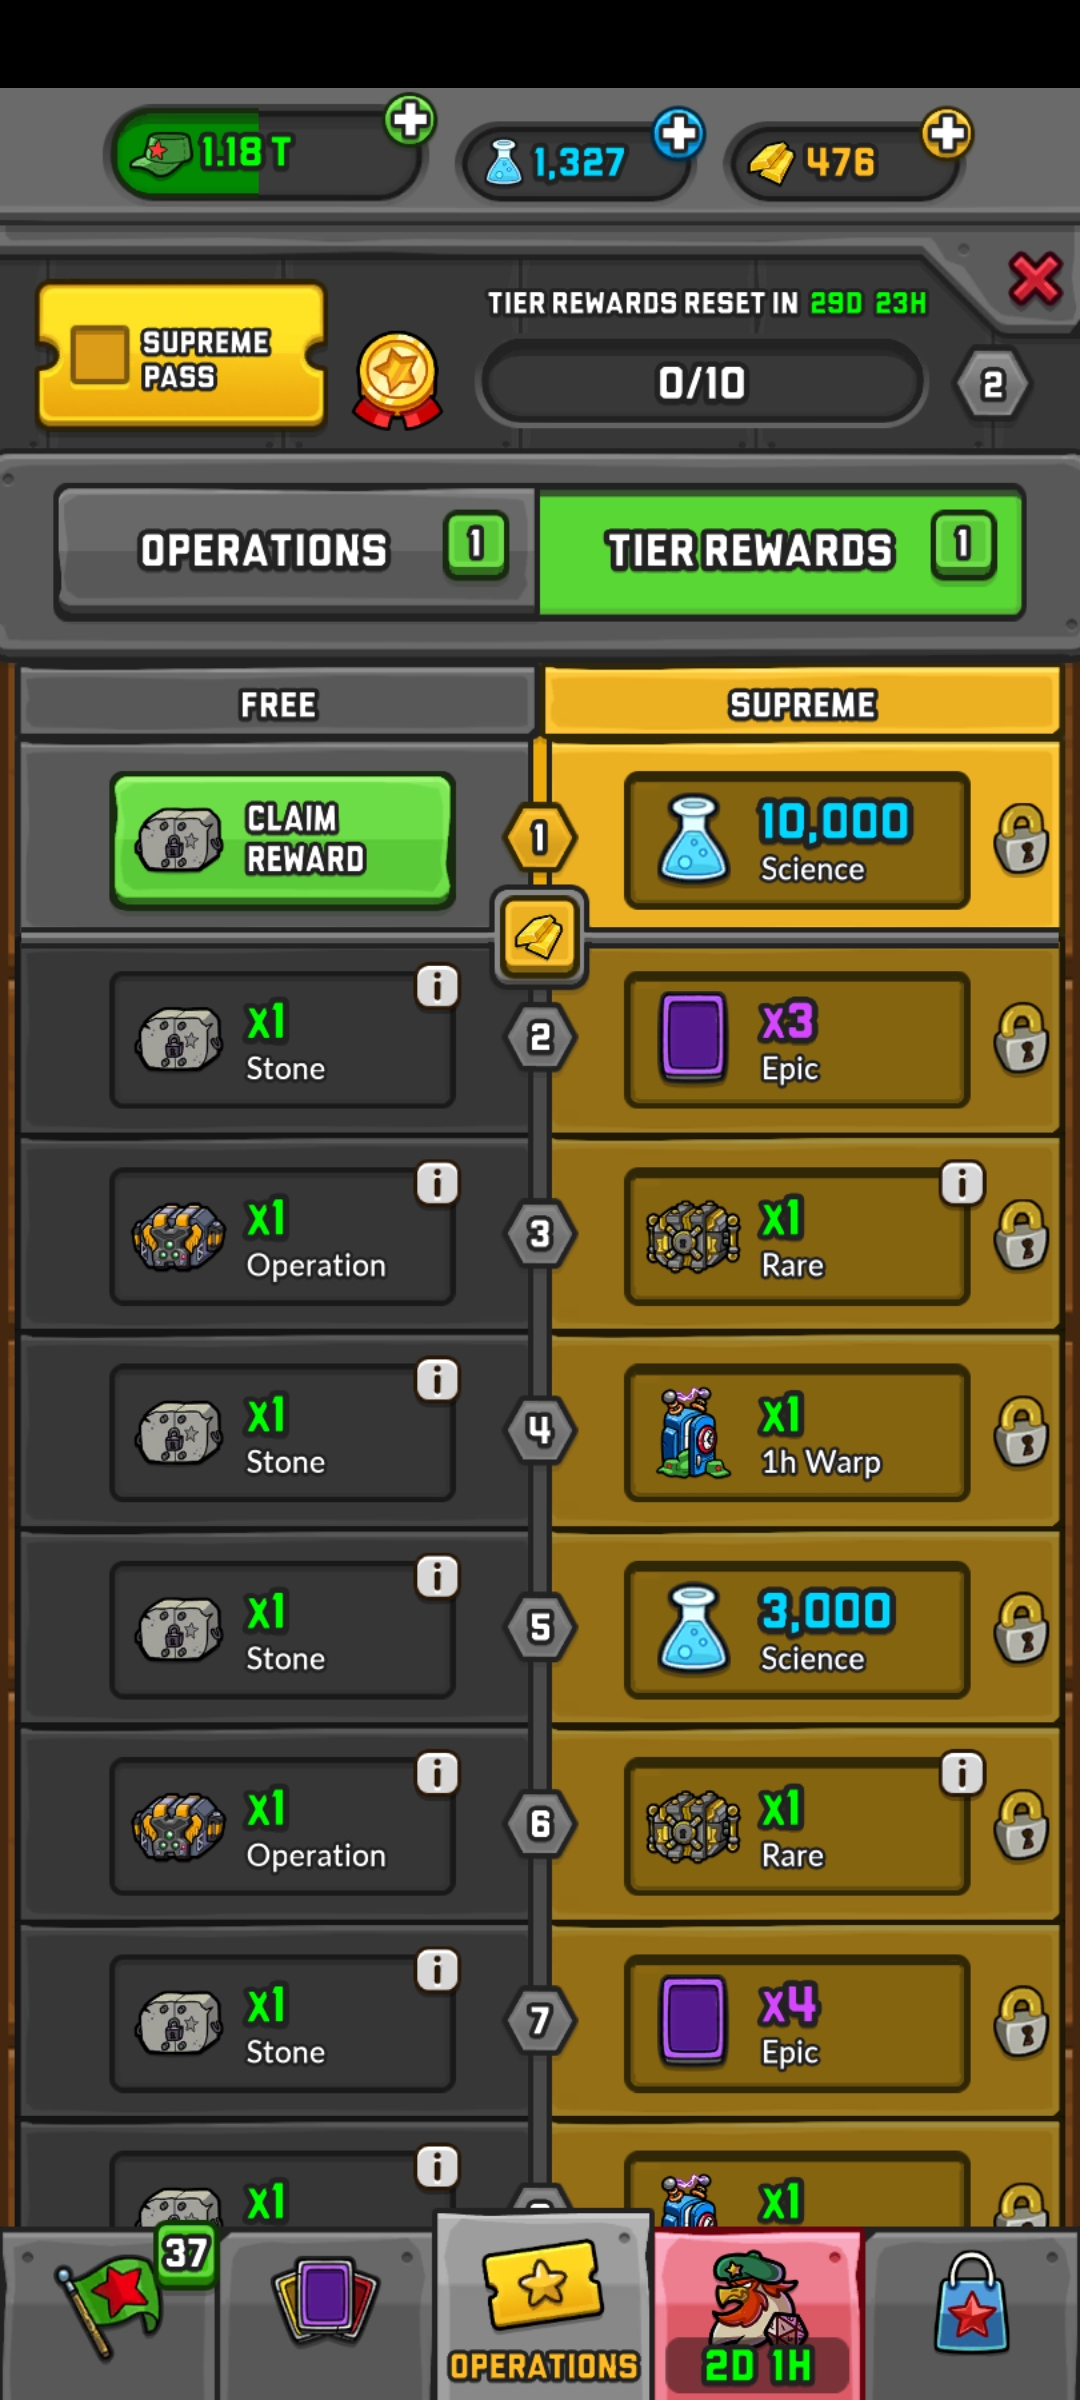 1.18 T
1,327
476
SUPREME
PASS
TIER REWARDS RESET IN 29D 23H
0/10
2
OPERATIONS 1
TIER REWARDS 1
FREE
SUPREME
CLAIM
REWARD
1
10,000
Science
x1
Stone
2
x3
Epic
x1
Operation
3
x1
Rare
x1
Stone
4
x1
1h Warp
x1
Stone
5
3,000
Science
x1
Operation
6
x1
Rare
x1
Stone
7
x4
Epic
x1
x1
37
OPERATIONS
2D 1H